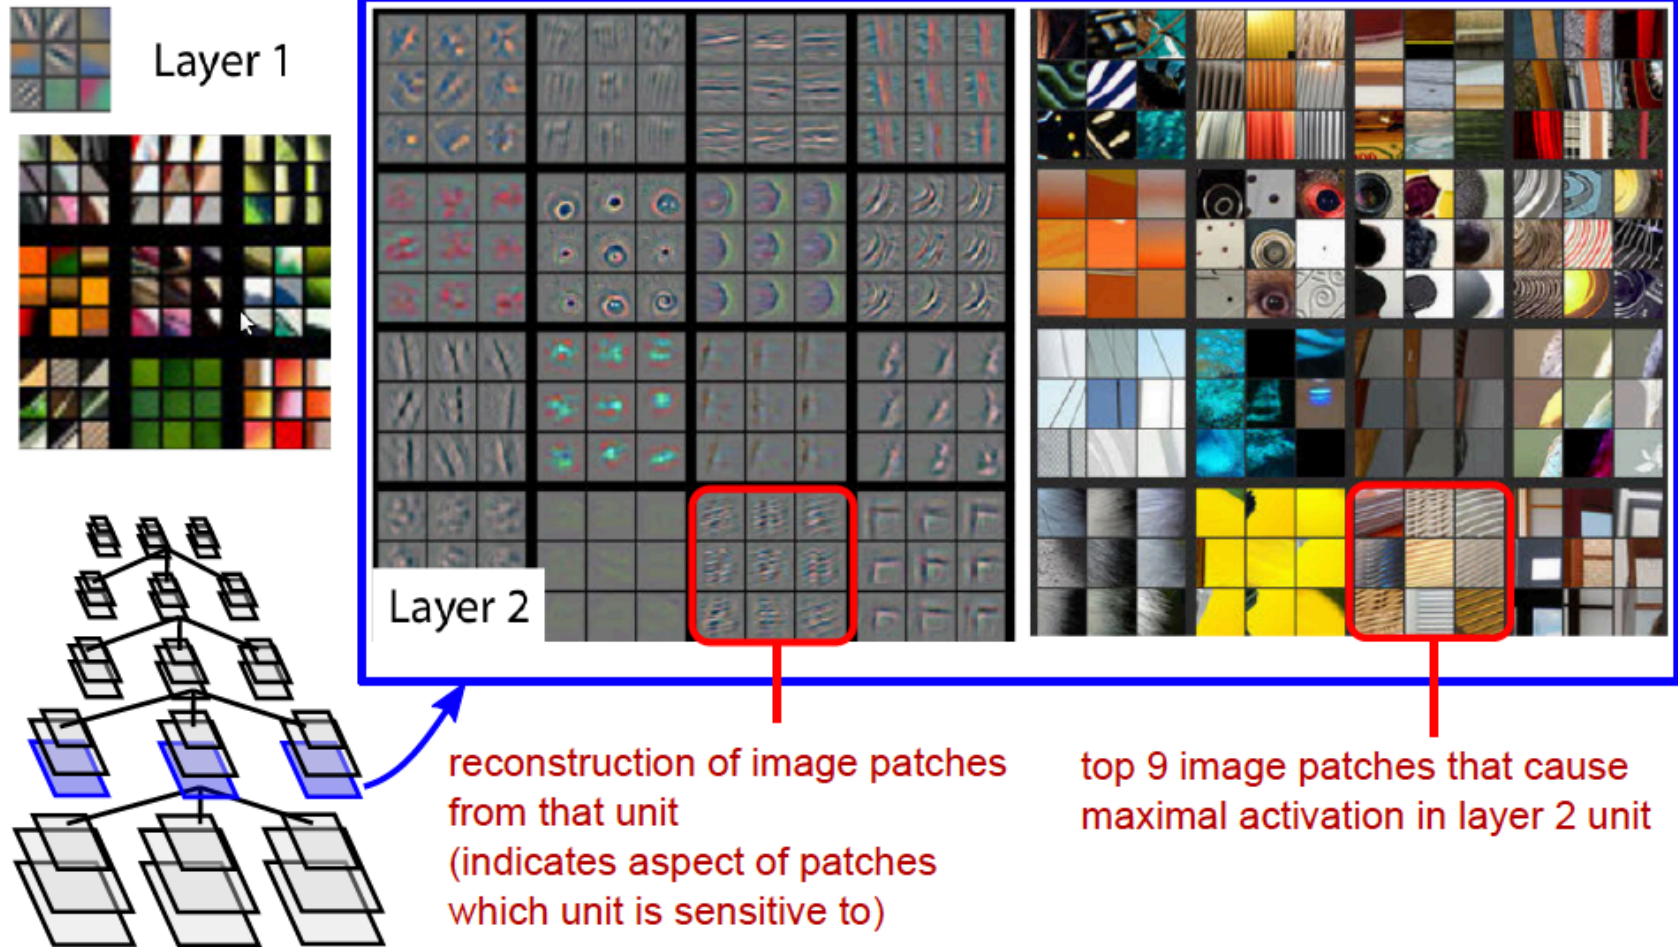 Layer 1
Layer 2
reconstruction of image patches
from that unit
(indicates aspect of patches
which unit is sensitive to)
top 9 image patches that cause
maximal activation in layer 2 unit